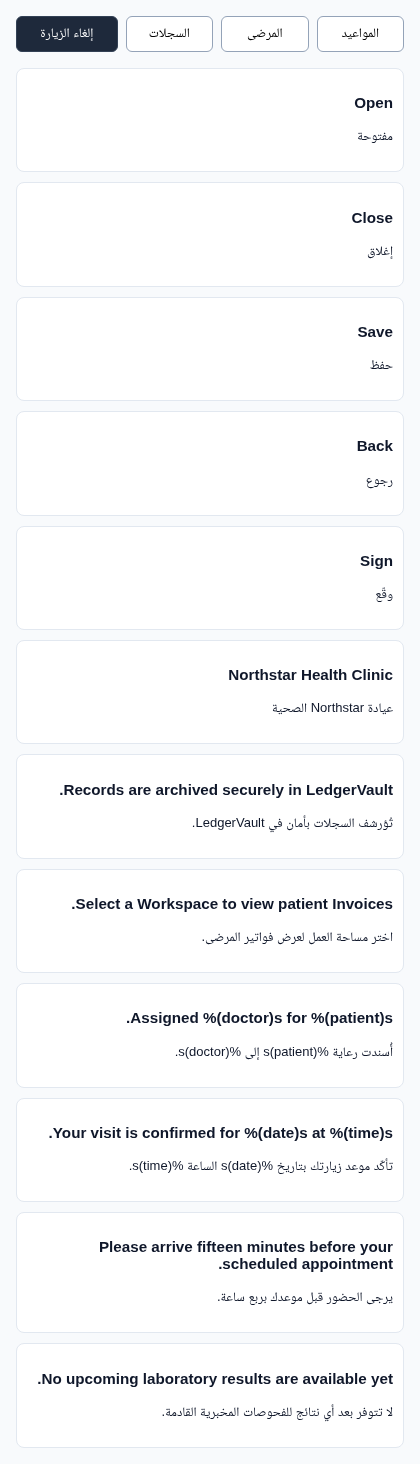 المواعيد
المرضى
السجلات
إلغاء الزيارة
Open
مفتوحة
Close
إغلاق
Save
حفظ
Back
رجوع
Sign
وقّع
Northstar Health Clinic
عيادة Northstar الصحية
Records are archived securely in LedgerVault.
تُؤرشف السجلات بأمان في LedgerVault.
Select a Workspace to view patient Invoices.
اختر مساحة العمل لعرض فواتير المرضى.
Assigned %(doctor)s for %(patient)s.
أُسندت رعاية %(patient)s إلى %(doctor)s.
Your visit is confirmed for %(date)s at %(time)s.
تأكّد موعد زيارتك بتاريخ %(date)s الساعة %(time)s.
Please arrive fifteen minutes before your
scheduled appointment.
يرجى الحضور قبل موعدك بربع ساعة.
No upcoming laboratory results are available yet.
لا تتوفر بعد أي نتائج للفحوصات المخبرية القادمة.